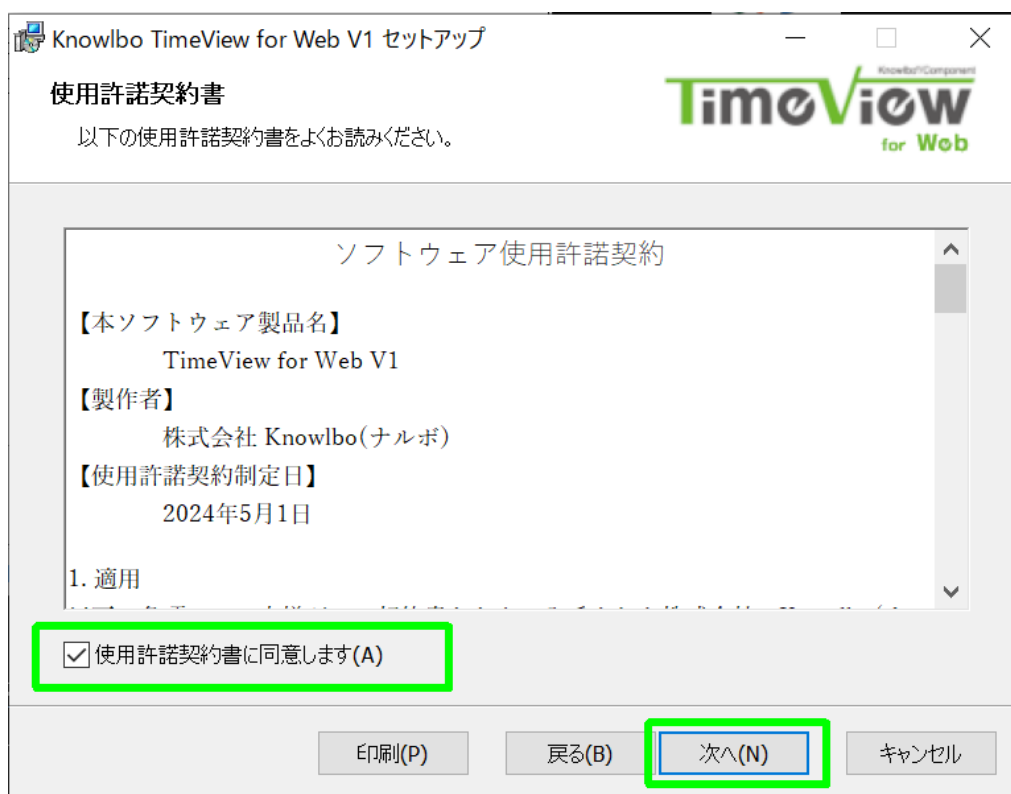 Knowlbo TimeView for Web V1 セットアップ
使用許諾契約書
以下の使用許諾契約書をよくお読みください。
Knowlbo's Component
TimeView
for Web
ソフトウェア使用許諾契約
【本ソフトウェア製品名】
TimeView for Web V1
【製作者】
株式会社 Knowlbo(ナルボ)
【使用許諾契約制定日】
2024年5月1日
1. 適用
使用許諾契約書に同意します(A)
印刷(P)
戻る(B)
次へ(N)
キャンセル